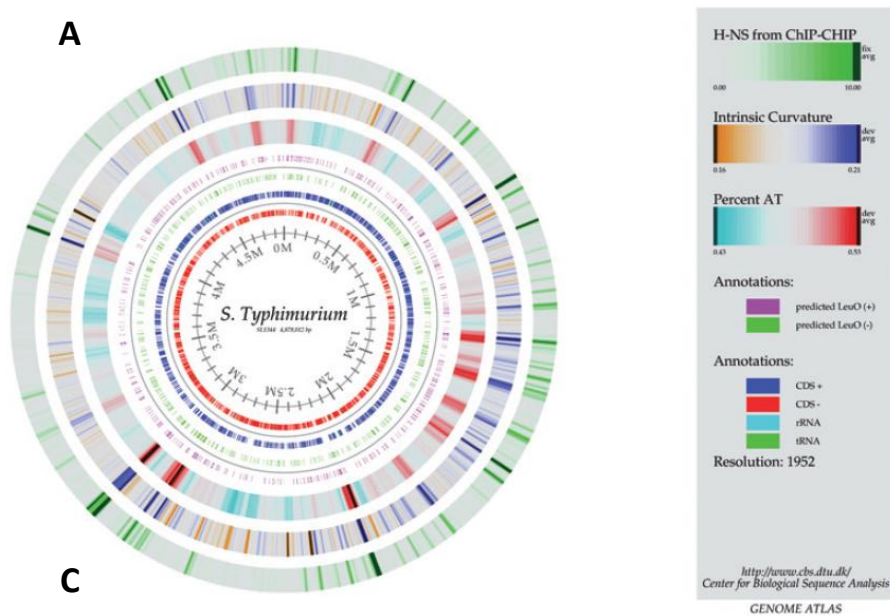 A
H-NS from ChIP-CHIP
fix
avg
0.00
10.00
Intrinsic Curvature
dev
avg
0.16
0.21
Percent AT
dev
avg
0.43
0.53
Annotations:
predicted LeuO (+)
predicted LeuO (-)
Annotations:
CDS +
CDS -
rRNA
tRNA
Resolution: 1952
0M
0.5M
1M
1.5M
2M
2.5M
3M
3.5M
4M
4.5M
S. Typhimurium
C
http://www.cbs.dtu.dk/
Center for Biological Sequence Analysis
GENOME ATLAS